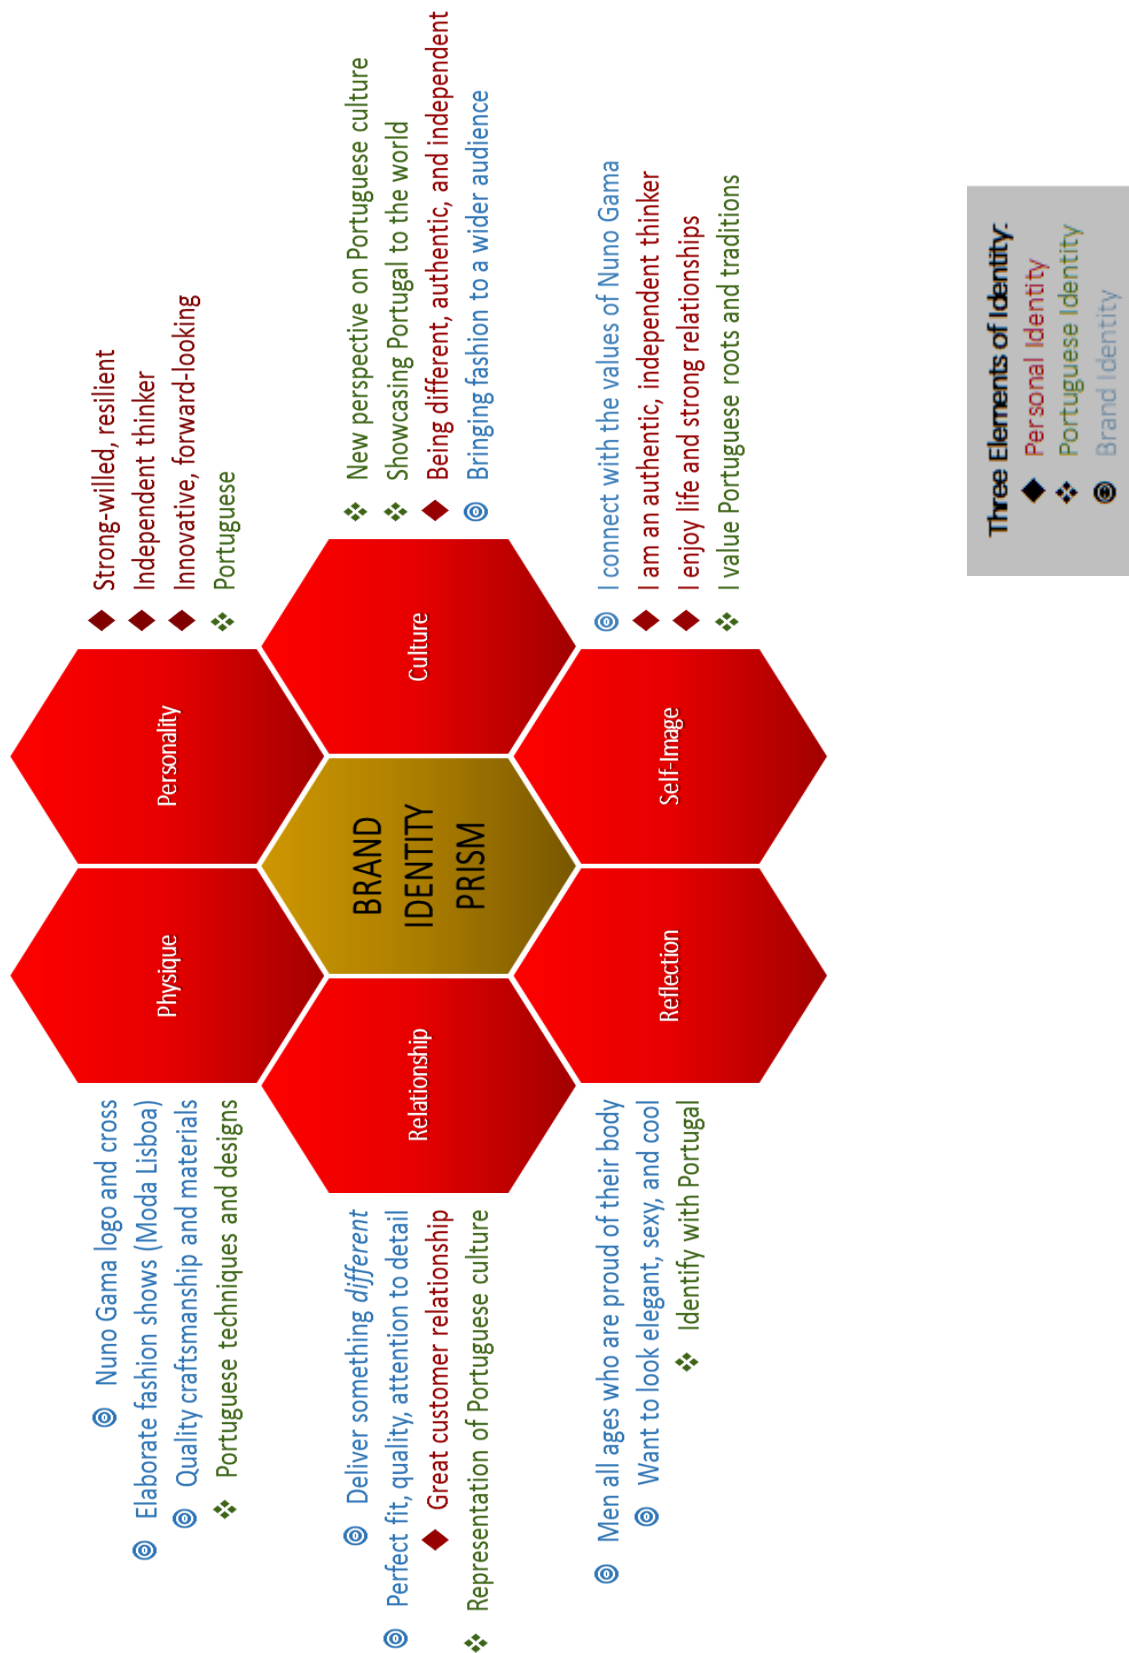 Nuno Gama logo and cross
Elaborate fashion shows (Moda Lisboa)
Quality craftsmanship and materials
Portuguese techniques and designs
Physique
Personality
Strong-willed, resilient
Independent thinker
Innovative, forward-looking
Portuguese
Deliver something different
Perfect fit, quality, attention to detail
Great customer relationship
Representation of Portuguese culture
Relationship
BRAND
IDENTITY
PRISM
Culture
New perspective on Portuguese culture
Showcasing Portugal to the world
Being different, authentic, and independent
Bringing fashion to a wider audience
Men all ages who are proud of their body
Want to look elegant, sexy, and cool
Identify with Portugal
Reflection
Self-Image
I connect with the values of Nuno Gama
I am an authentic, independent thinker
I enjoy life and strong relationships
I value Portuguese roots and traditions
Three Elements of Identity:
Personal Identity
Portuguese Identity
Brand Identity